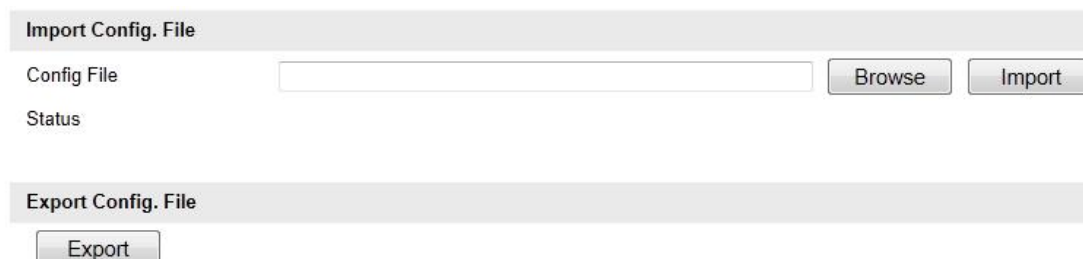 Import Config. File
Config File Browse Import
Status
Export Config. File
Export